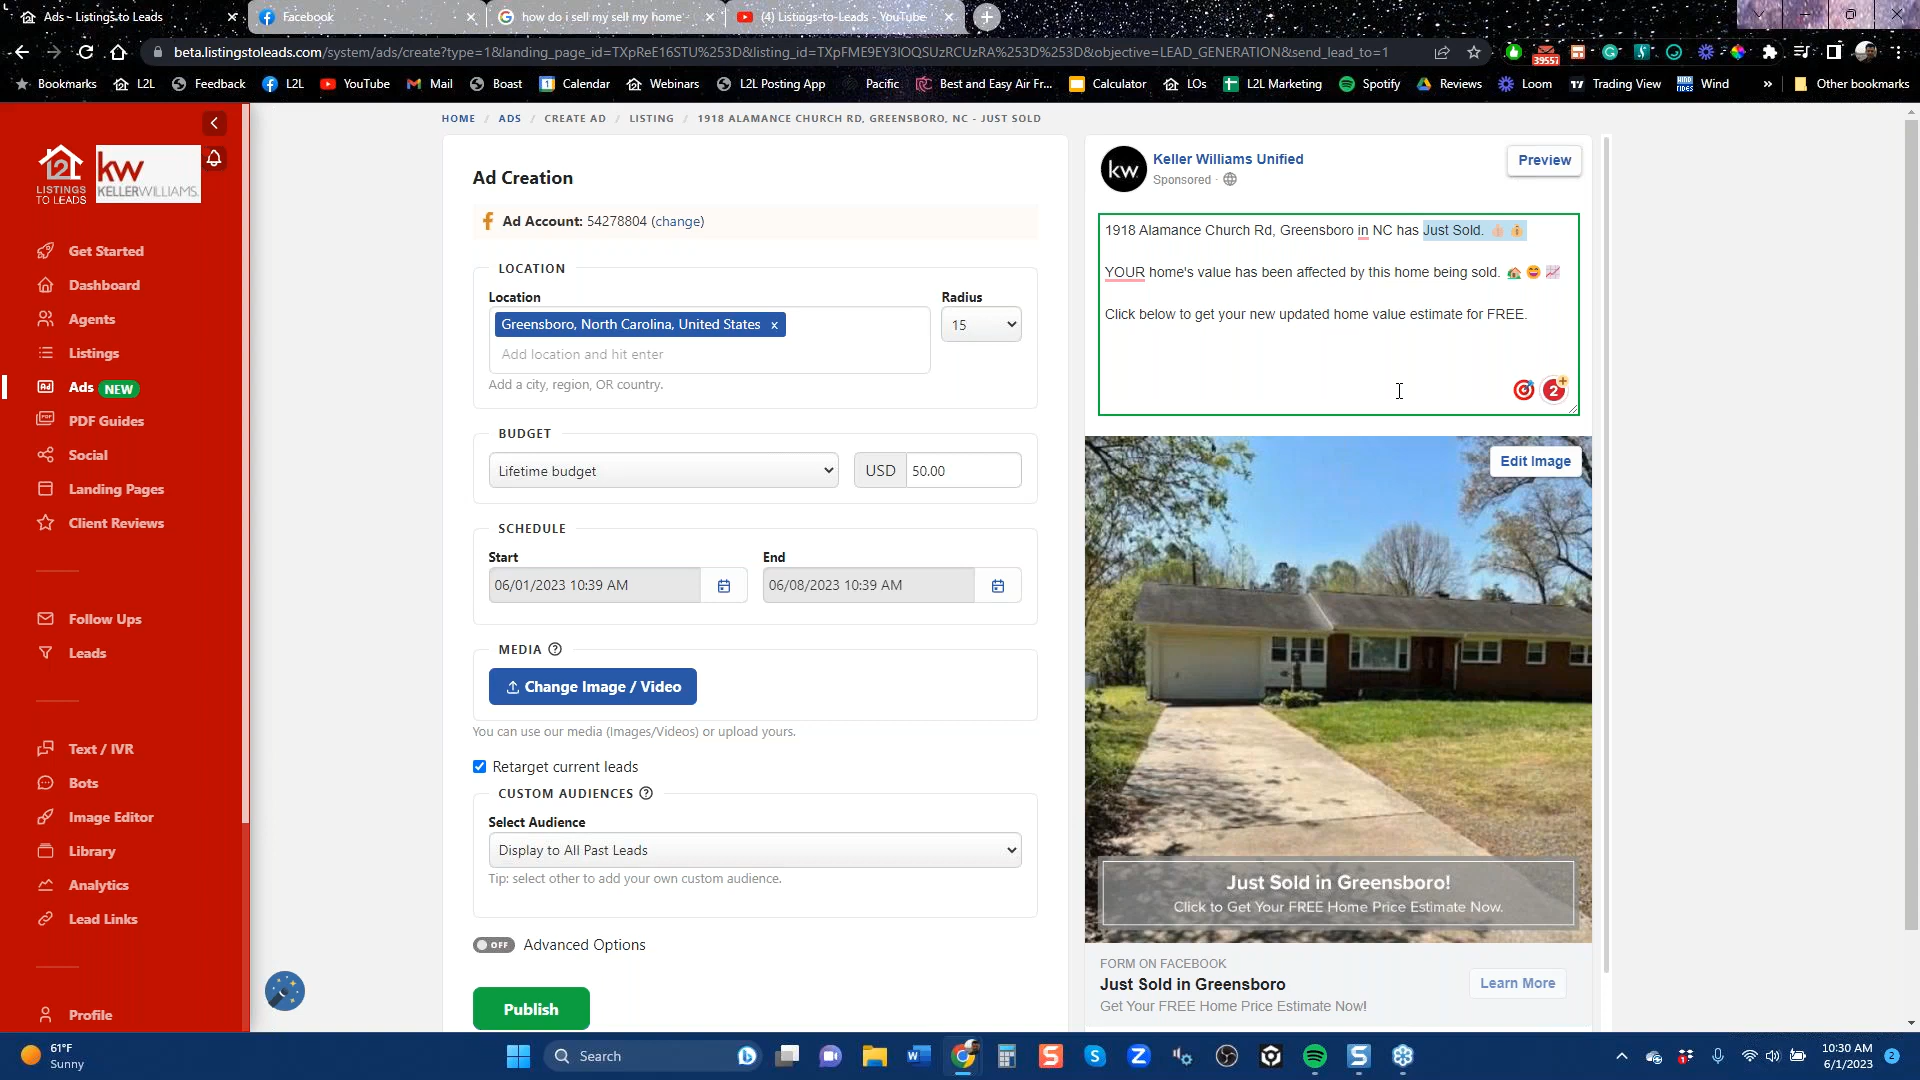 Ads - Listings to Leads
Facebook
how do i sell my sell my home
(4) Listings-to-Leads - YouTube
beta.listingstoleads.com/system/ads/create?type=1&landing_page_id=TXpReE16STU%253D&listing_id=TXpFME9EY3lOQSUzRCUzRA%253D%253D&objective=LEAD_GENERATION&send_lead_to=1
39551
Bookmarks
L2L
Feedback
L2L
YouTube
Mail
Boast
Calendar
Webinars
L2L Posting App
Pacific
Best and Easy Air Fr...
Calculator
LOs
L2L Marketing
Spotify
Reviews
Loom
Trading View
Wind
»
Other bookmarks
LISTINGS
TO LEADS
kw
KELLERWILLIAMS.
Get Started
Dashboard
Agents
Listings
Ads NEW
PDF Guides
Social
Landing Pages
Client Reviews
Follow Ups
Leads
Text / IVR
Bots
Image Editor
Library
Analytics
Lead Links
Profile
HOME / ADS / CREATE AD / LISTING / 1918 ALAMANCE CHURCH RD, GREENSBORO, NC - JUST SOLD
Ad Creation
Ad Account: 54278804 (change)
LOCATION
Location
Radius
Greensboro, North Carolina, United States ×
15
Add location and hit enter
Add a city, region, OR country.
BUDGET
Lifetime budget
USD
50.00
SCHEDULE
Start
End
06/01/2023 10:39 AM
06/08/2023 10:39 AM
MEDIA
Change Image / Video
You can use our media (Images/Videos) or upload yours.
Retarget current leads
CUSTOM AUDIENCES
Select Audience
Display to All Past Leads
Tip: select other to add your own custom audience.
OFF
Advanced Options
Publish
kw
Keller Williams Unified
Sponsored ·
Preview
1918 Alamance Church Rd, Greensboro in NC has Just Sold. 👍🏻 💰
YOUR home's value has been affected by this home being sold. 🏠 😄 📈
Click below to get your new updated home value estimate for FREE.
2
Edit Image
Just Sold in Greensboro!
Click to Get Your FREE Home Price Estimate Now.
FORM ON FACEBOOK
Just Sold in Greensboro
Get Your FREE Home Price Estimate Now!
Learn More
61°F
Sunny
Search
10:30 AM
6/1/2023
2